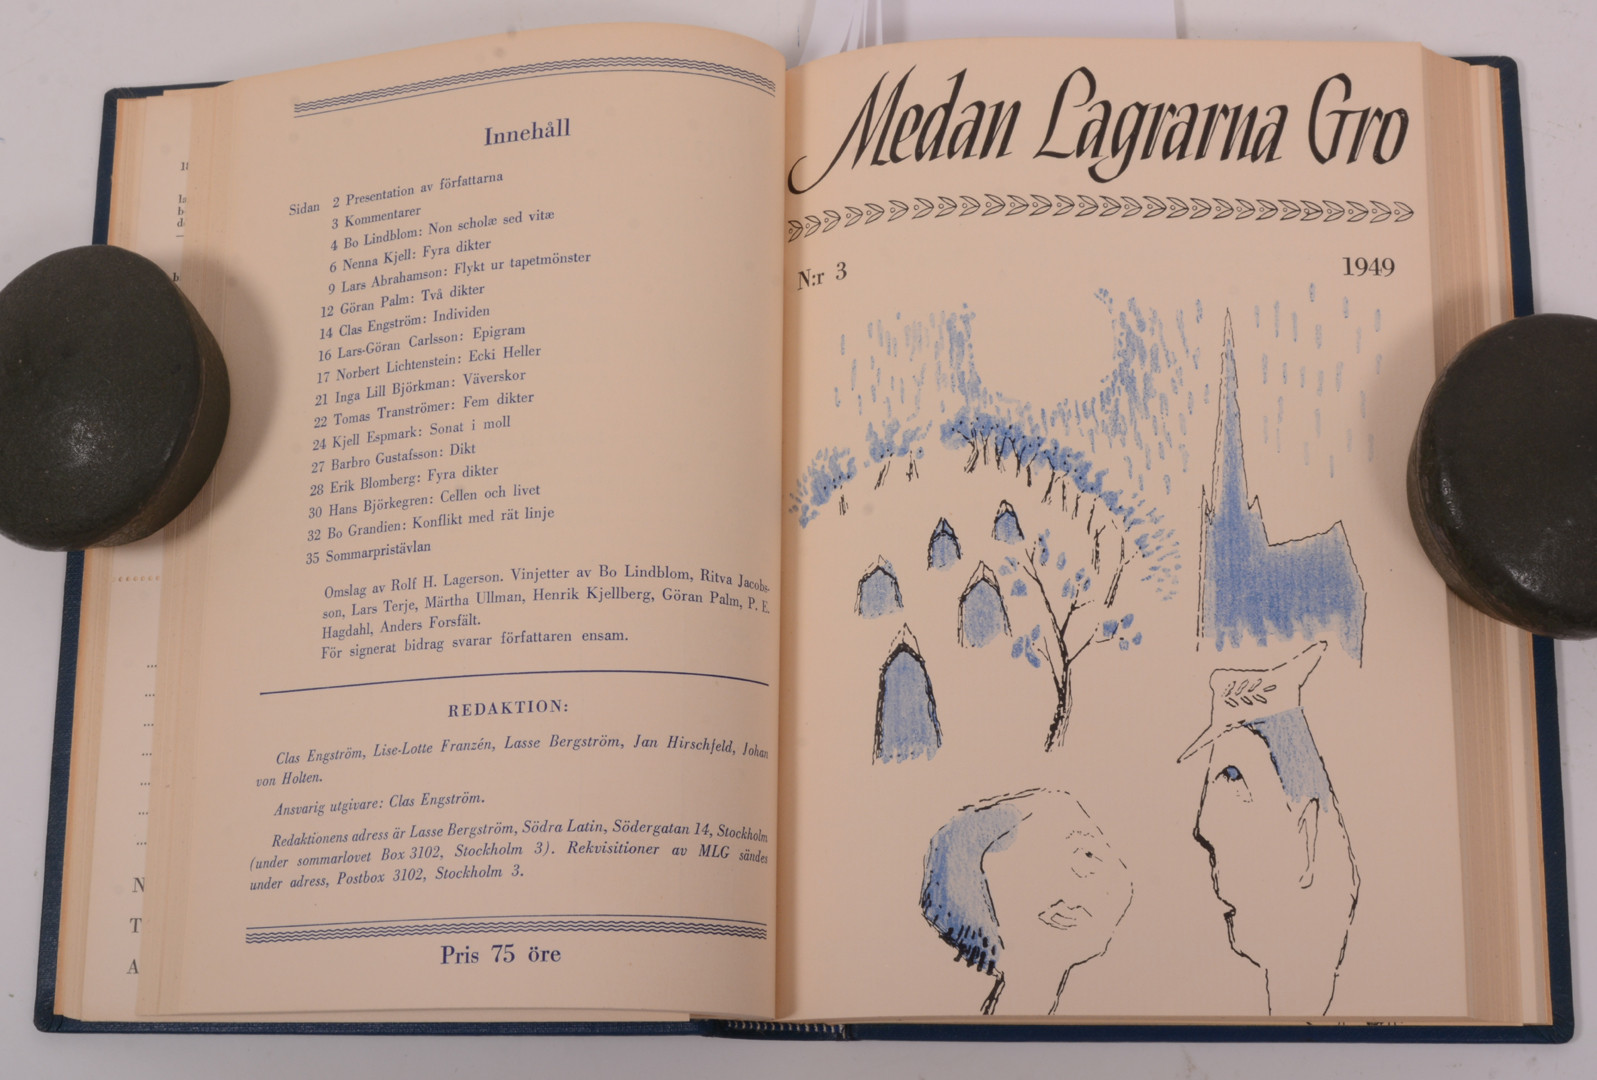 Innehåll
Sidan 2 Presentation av författarna
3 Kommentarer
4 Bo Lindblom: Non scholæ sed vitæ
6 Nenna Kjell: Fyra dikter
9 Lars Abrahamson: Flykt ur tapetmönster
12 Göran Palm: Två dikter
14 Clas Engström: Individen
16 Lars-Göran Carlsson: Epigram
17 Norbert Lichtenstein: Ecki Heller
21 Inga Lill Björkman: Väverskor
22 Tomas Tranströmer: Fem dikter
24 Kjell Espmark: Sonat i moll
27 Barbro Gustafsson: Dikt
28 Erik Blomberg: Fyra dikter
30 Hans Björkegren: Cellen och livet
32 Bo Grandien: Konflikt med rät linje
35 Sommarpristävlan
Omslag av Rolf H. Lagerson. Vinjetter av Bo Lindblom, Ritva Jacobs-
son, Lars Terje, Märtha Ullman, Henrik Kjellberg, Göran Palm, P. E.
Hagdahl, Anders Forsfält.
För signerat bidrag svarar författaren ensam.
REDAKTION:
Clas Engström, Lise-Lotte Franzén, Lasse Bergström, Jan Hirschfeld, Johan
von Holten.
Ansvarig utgivare: Clas Engström.
Redaktionens adress är Lasse Bergström, Södra Latin, Södergatan 14, Stockholm
(under sommarlovet Box 3102, Stockholm 3). Rekvisitioner av MLG sändes
under adress, Postbox 3102, Stockholm 3.
Pris 75 öre
N
T
A
Medan Lagrarna Gro
N:r 3
1949